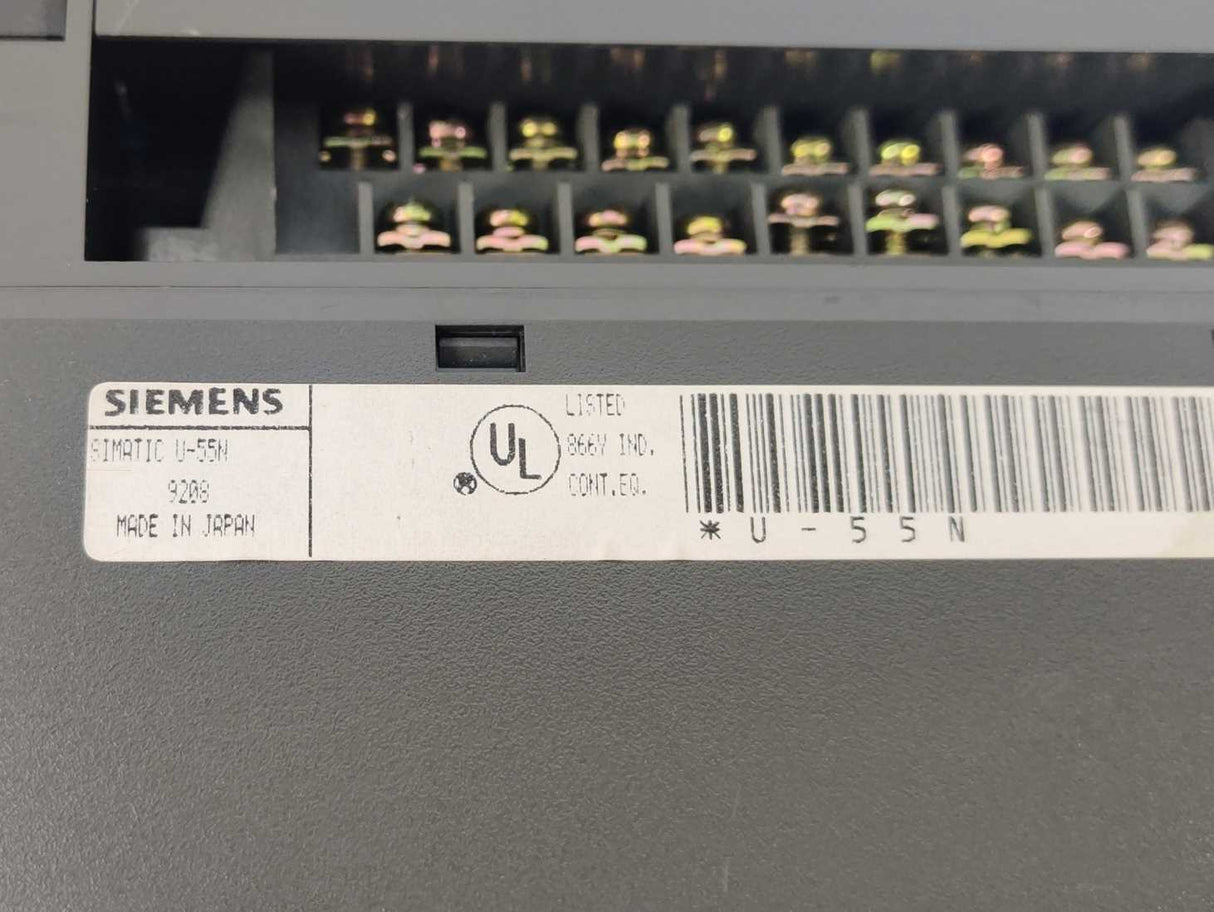 SIEMENS
SIMATIC U-55N
9208
MADE IN JAPAN
UL
LISTED
866Y IND.
CONT.EQ.
*U-55N